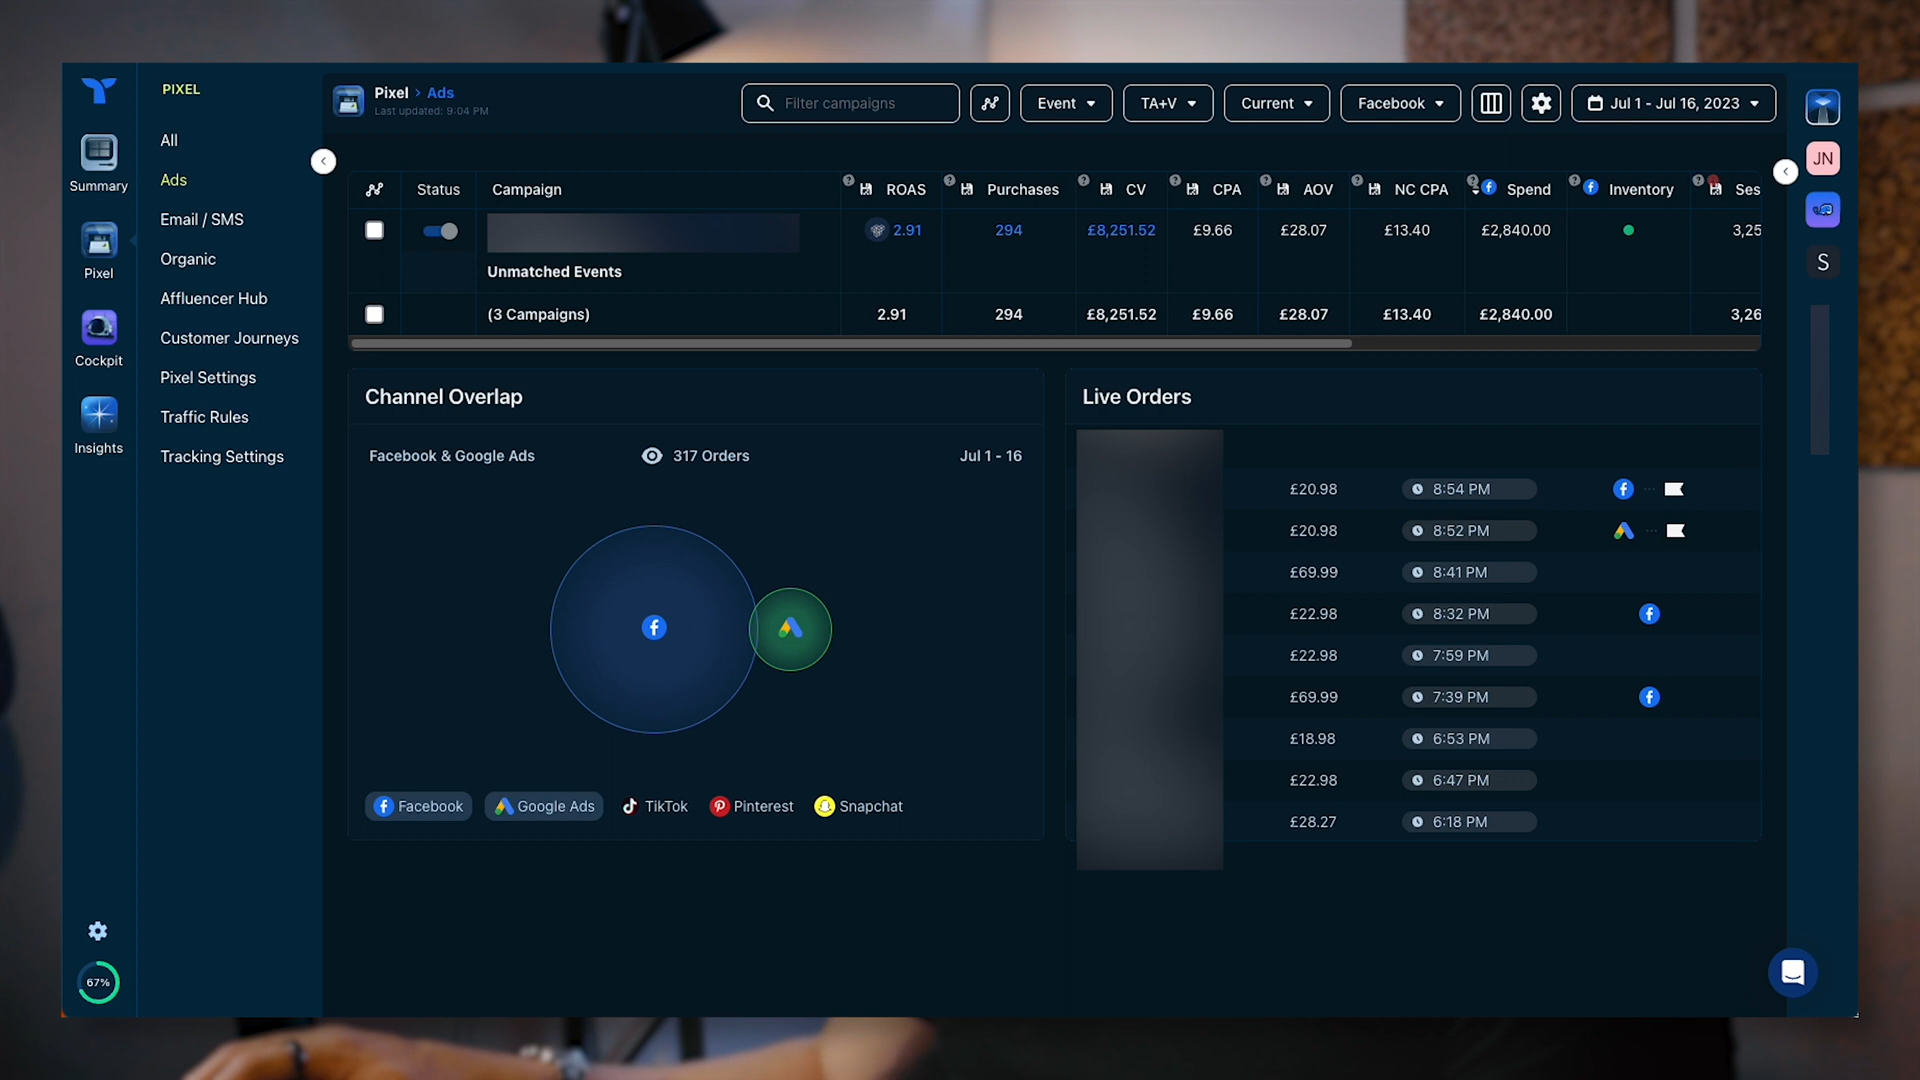 PIXEL
All
Ads
Email / SMS
Organic
Affluencer Hub
Customer Journeys
Pixel Settings
Traffic Rules
Tracking Settings
Summary
Pixel
Cockpit
Insights
67%
Pixel > Ads
Last updated: 9:04 PM
Filter campaigns
Event
TA+V
Current
Facebook
Jul 1 - Jul 16, 2023
JN
S
Status Campaign ROAS Purchases CV CPA AOV NC CPA Spend Inventory Ses
2.91 294 £8,251.52 £9.66 £28.07 £13.40 £2,840.00 3,25
Unmatched Events
(3 Campaigns) 2.91 294 £8,251.52 £9.66 £28.07 £13.40 £2,840.00 3,26
Channel Overlap
Facebook & Google Ads 317 Orders Jul 1 - 16
Facebook Google Ads TikTok Pinterest Snapchat
Live Orders
£20.98 8:54 PM
£20.98 8:52 PM
£69.99 8:41 PM
£22.98 8:32 PM
£22.98 7:59 PM
£69.99 7:39 PM
£18.98 6:53 PM
£22.98 6:47 PM
£28.27 6:18 PM